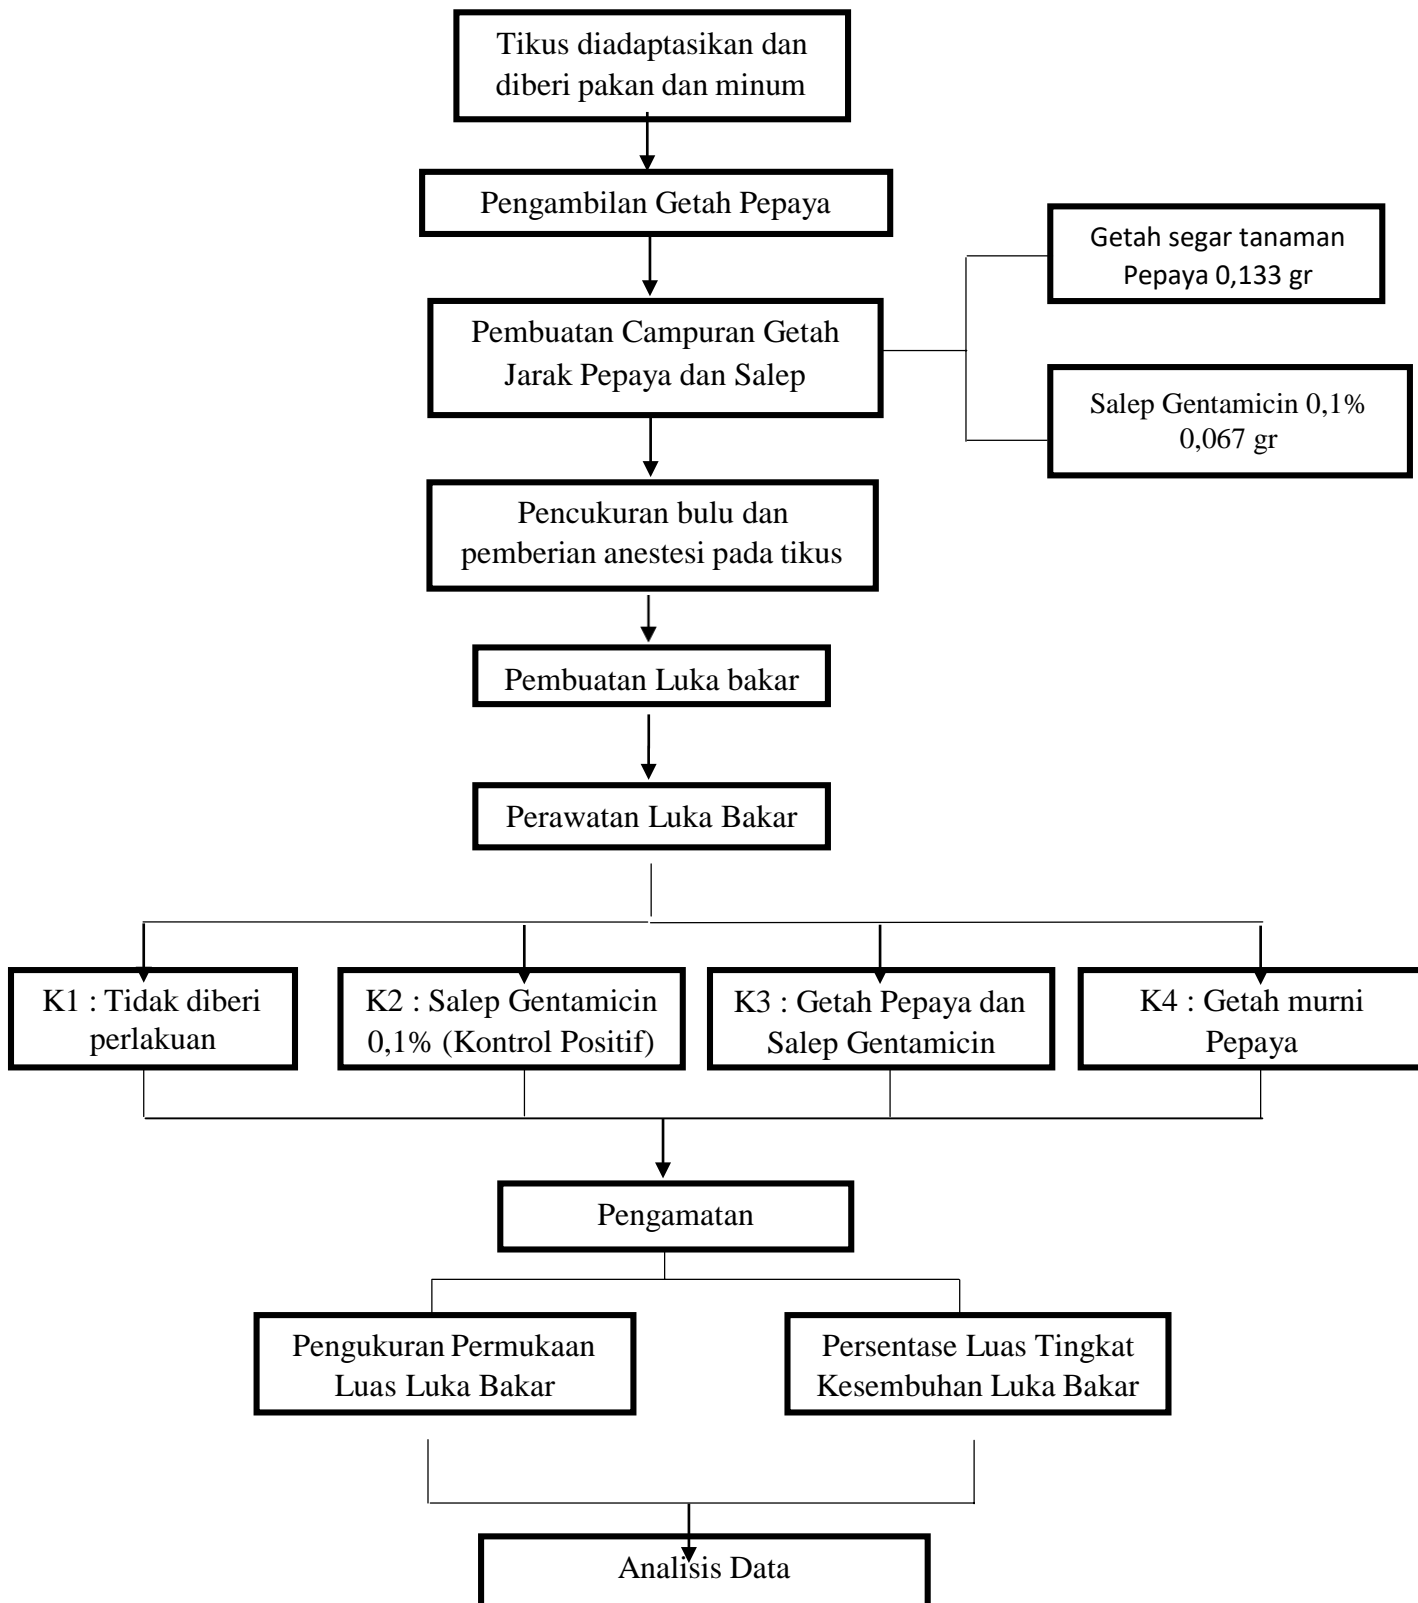 Tikus diadaptasikan dan
diberi pakan dan minum
Pengambilan Getah Pepaya
Getah segar tanaman
Pepaya 0,133 gr
Pembuatan Campuran Getah
Jarak Pepaya dan Salep
Salep Gentamicin 0,1%
0,067 gr
Pencukuran bulu dan
pemberian anestesi pada tikus
Pembuatan Luka bakar
Perawatan Luka Bakar
K1 : Tidak diberi
perlakuan
K2 : Salep Gentamicin
0,1% (Kontrol Positif)
K3 : Getah Pepaya dan
Salep Gentamicin
K4 : Getah murni
Pepaya
Pengamatan
Pengukuran Permukaan
Luas Luka Bakar
Persentase Luas Tingkat
Kesembuhan Luka Bakar
Analisis Data